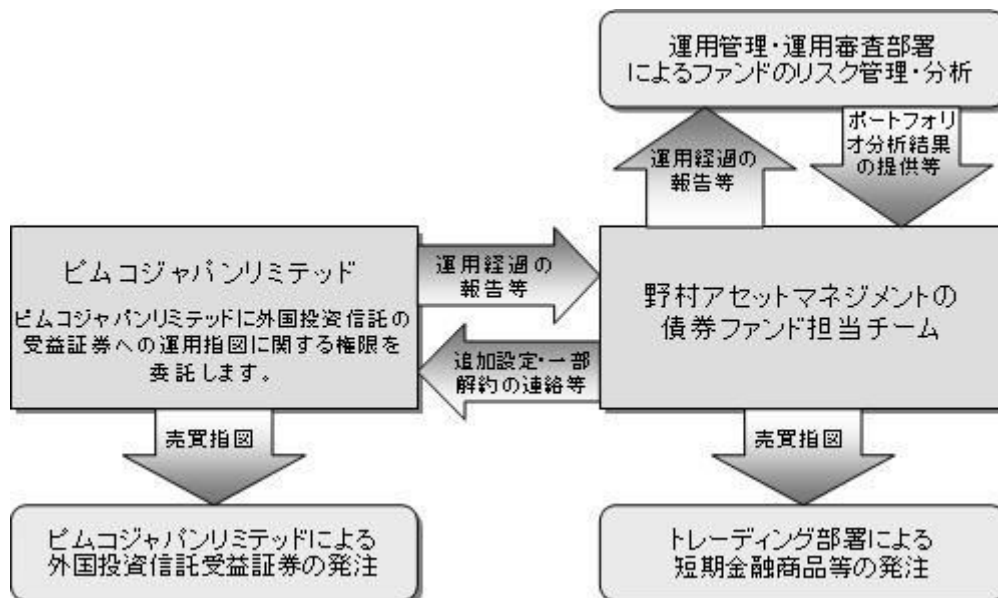 運用管理・運用審査部署
によるファンドのリスク管理・分析
運用経過の
報告等
ポートフォリ
オ分析結果
の提供等
ピムコジャパンリミテッド
ピムコジャパンリミテッドに外国投資信託の
受益証券への運用指図に関する権限を
委託します。
運用経過の
報告等
追加設定・一部
解約の連絡等
野村アセットマネジメントの
債券ファンド担当チーム
売買指図
売買指図
ピムコジャパンリミテッドによる
外国投資信託受益証券の発注
トレーディング部署による
短期金融商品等の発注